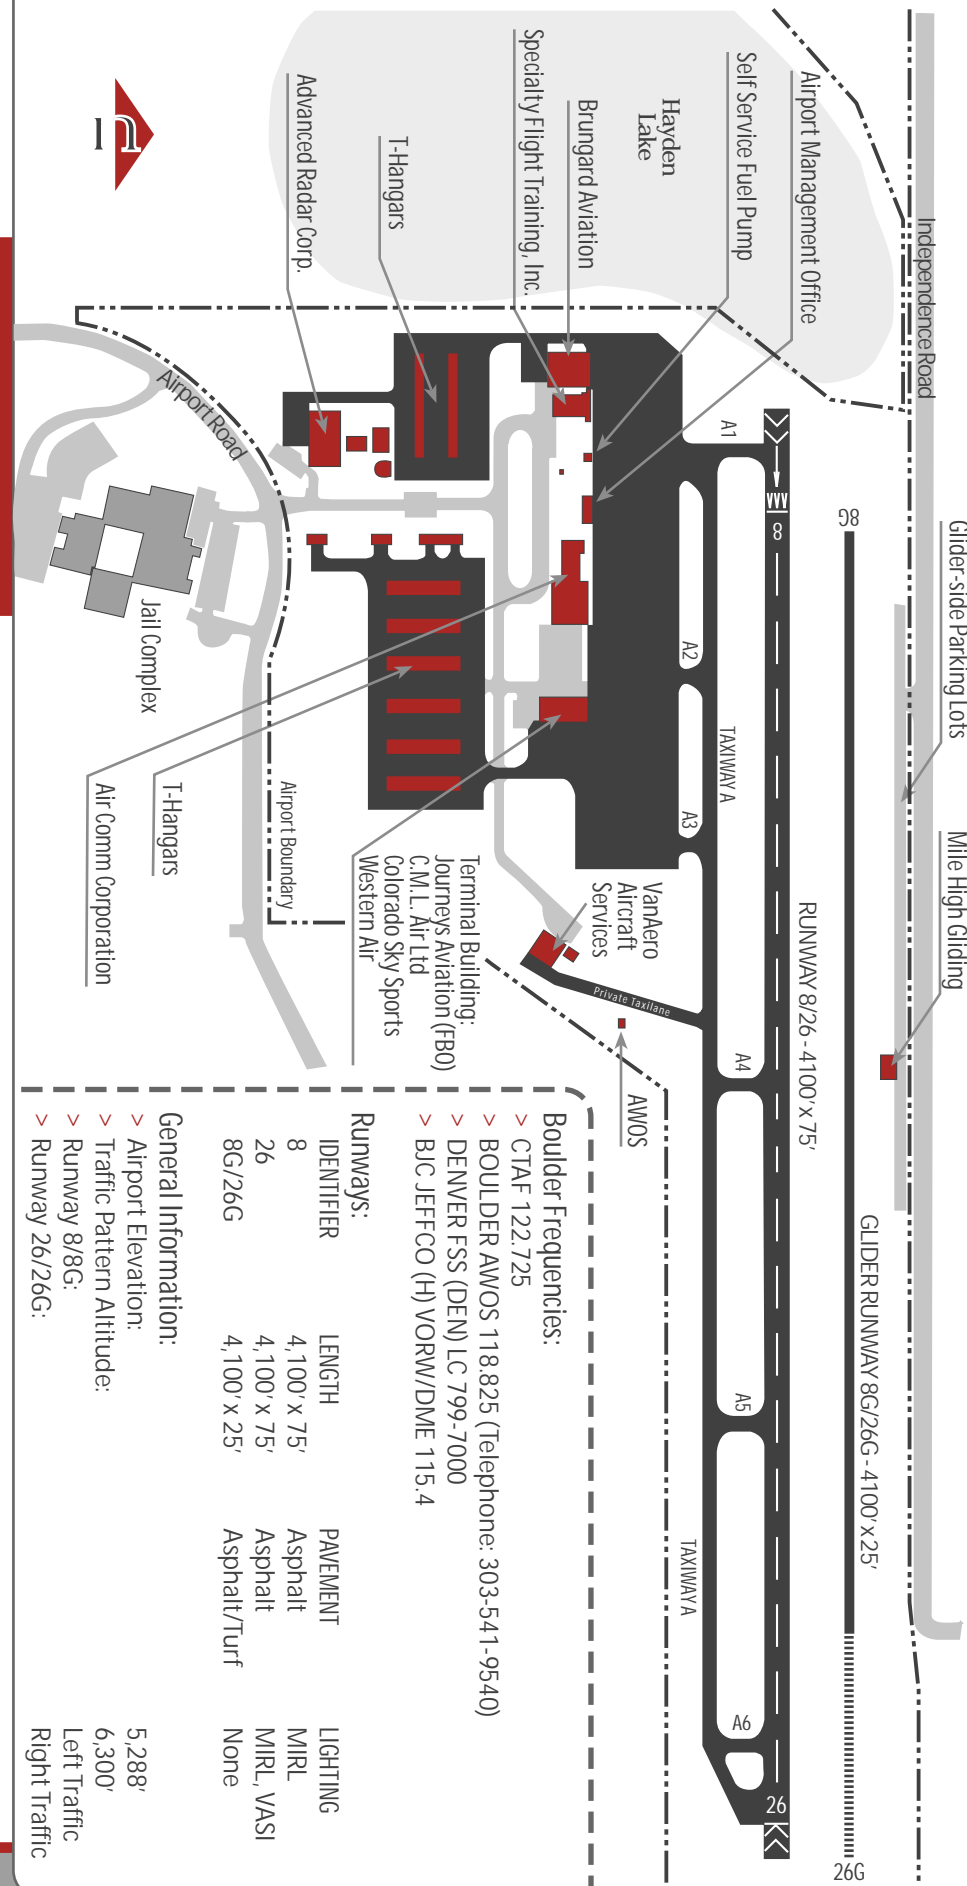 Independence Road
Glider-side Parking Lots
Mile High Gliding
8G
GLIDER RUNWAY 8G/26G - 4100' x 25'
26G
RUNWAY 8/26 - 4100' x 75'
8
26
A1
A2
A3
A4
A5
A6
TAXIWAY A
TAXIWAY A
Airport Management Office
Self Service Fuel Pump
Hayden
Lake
Brungard Aviation
Specialty Flight Training, Inc.
T-Hangars
Advanced Radar Corp.
Airport Road
Jail Complex
Airport Boundary
T-Hangars
Air Comm Corporation
VanAero
Aircraft
Services
Private Taxilane
AWOS
Terminal Building:
Journeys Aviation (FBO)
C.M.L. Air Ltd
Colorado Sky Sports
Western Air
Boulder Frequencies:
> CTAF 122.725
> BOULDER AWOS 118.825 (Telephone: 303-541-9540)
> DENVER FSS (DEN) LC 799-7000
> BJC JEFFCO (H) VORW/DME 115.4
Runways:
IDENTIFIER LENGTH PAVEMENT LIGHTING
8 4,100' x 75' Asphalt MIRL
26 4,100' x 75' Asphalt MIRL, VASI
8G/26G 4,100' x 25' Asphalt/Turf None
General Information:
> Airport Elevation: 5,288'
> Traffic Pattern Altitude: 6,300'
> Runway 8/8G: Left Traffic
> Runway 26/26G: Right Traffic